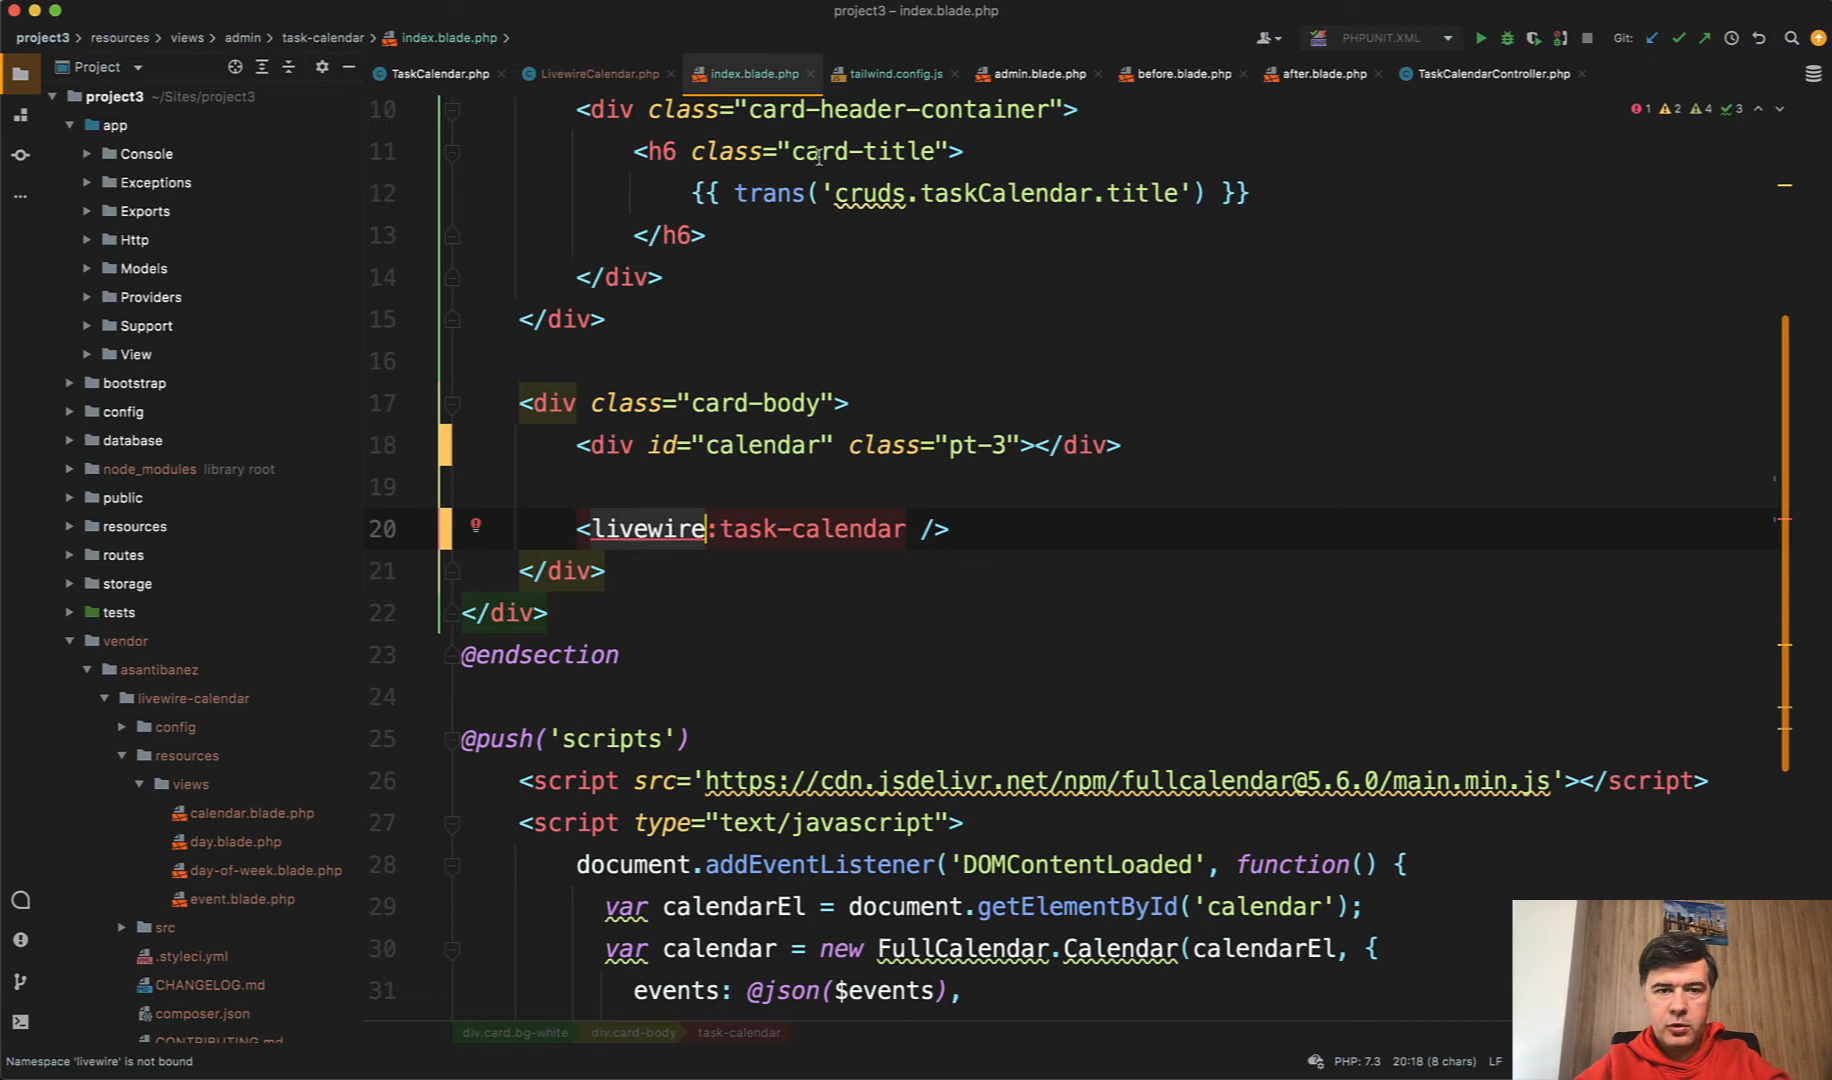 project3 – index.blade.php
project3 resources views admin task-calendar index.blade.php
PHPUNIT.XML Git:
Project
TaskCalendar.php LivewireCalendar.php index.blade.php tailwind.config.js admin.blade.php before.blade.php after.blade.php TaskCalendarController.php
project3 ~/Sites/project3
app
Console
Exceptions
Exports
Http
Models
Providers
Support
View
bootstrap
config
database
node_modules library root
public
resources
routes
storage
tests
vendor
asantibanez
livewire-calendar
config
resources
views
calendar.blade.php
day.blade.php
day-of-week.blade.php
event.blade.php
src
.styleci.yml
CHANGELOG.md
composer.json
CONTRIBUTING.md
1 2 4 3
10 <div class="card-header-container">
11 <h6 class="card-title">
12 {{ trans('cruds.taskCalendar.title') }}
13 </h6>
14 </div>
15 </div>
16
17 <div class="card-body">
18 <div id="calendar" class="pt-3"></div>
19
20 <livewire:task-calendar />
21 </div>
22 </div>
23 @endsection
24
25 @push('scripts')
26 <script src='https://cdn.jsdelivr.net/npm/fullcalendar@5.6.0/main.min.js'></script>
27 <script type="text/javascript">
28 document.addEventListener('DOMContentLoaded', function() {
29 var calendarEl = document.getElementById('calendar');
30 var calendar = new FullCalendar.Calendar(calendarEl, {
31 events: @json($events),
div.card.bg-white div.card-body task-calendar
Namespace 'livewire' is not bound
PHP: 7.3 20:18 (8 chars) LF